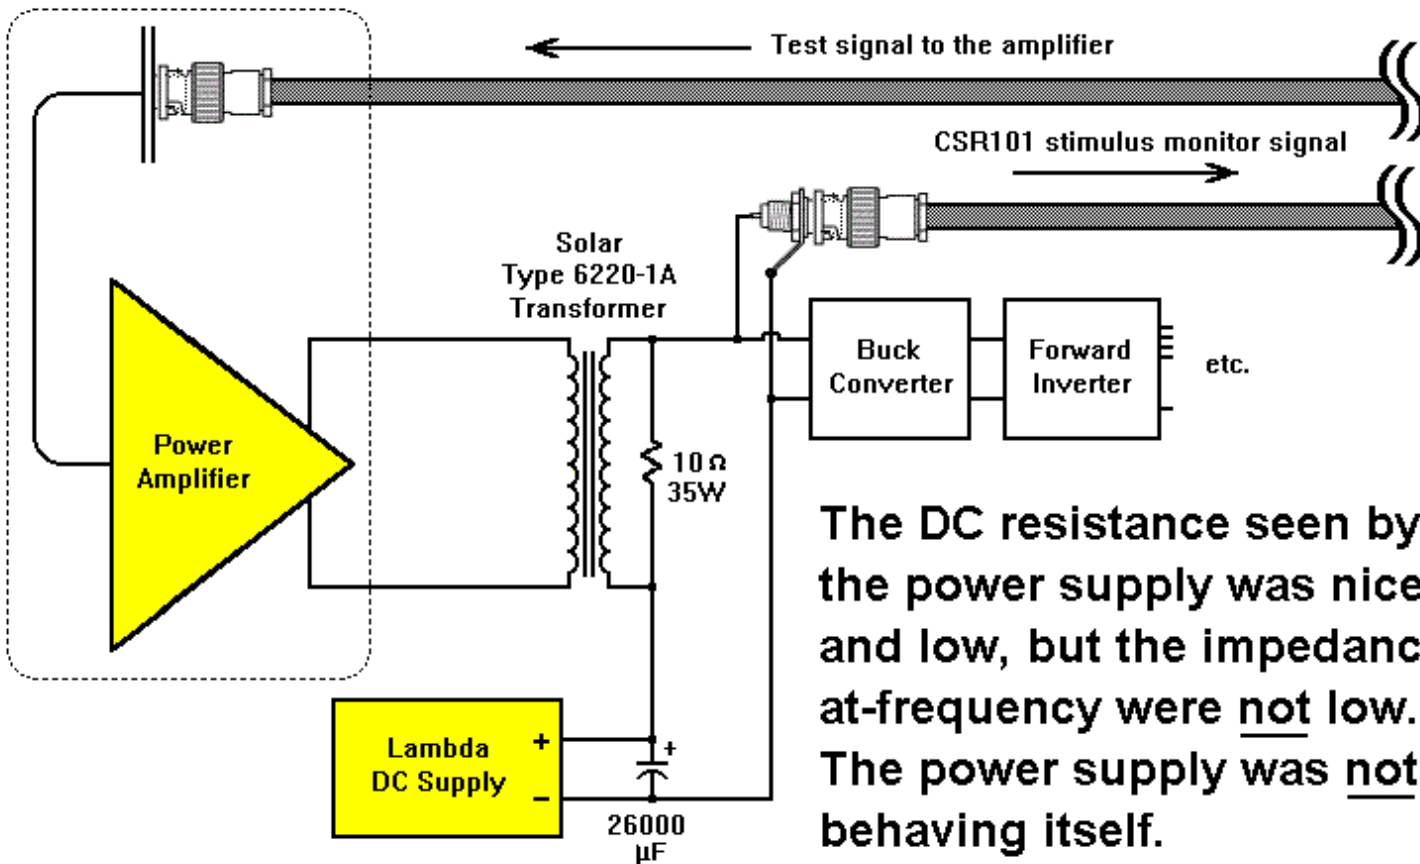 Test signal to the amplifier
CSR101 stimulus monitor signal
Solar
Type 6220-1A
Transformer
Buck
Converter
Forward
Inverter
etc.
Power
Amplifier
10 Ω
35W
Lambda
DC Supply
+
−
+
26000
µF
The DC resistance seen by
the power supply was nice
and low, but the impedanc
at-frequency were not low.
The power supply was not
behaving itself.